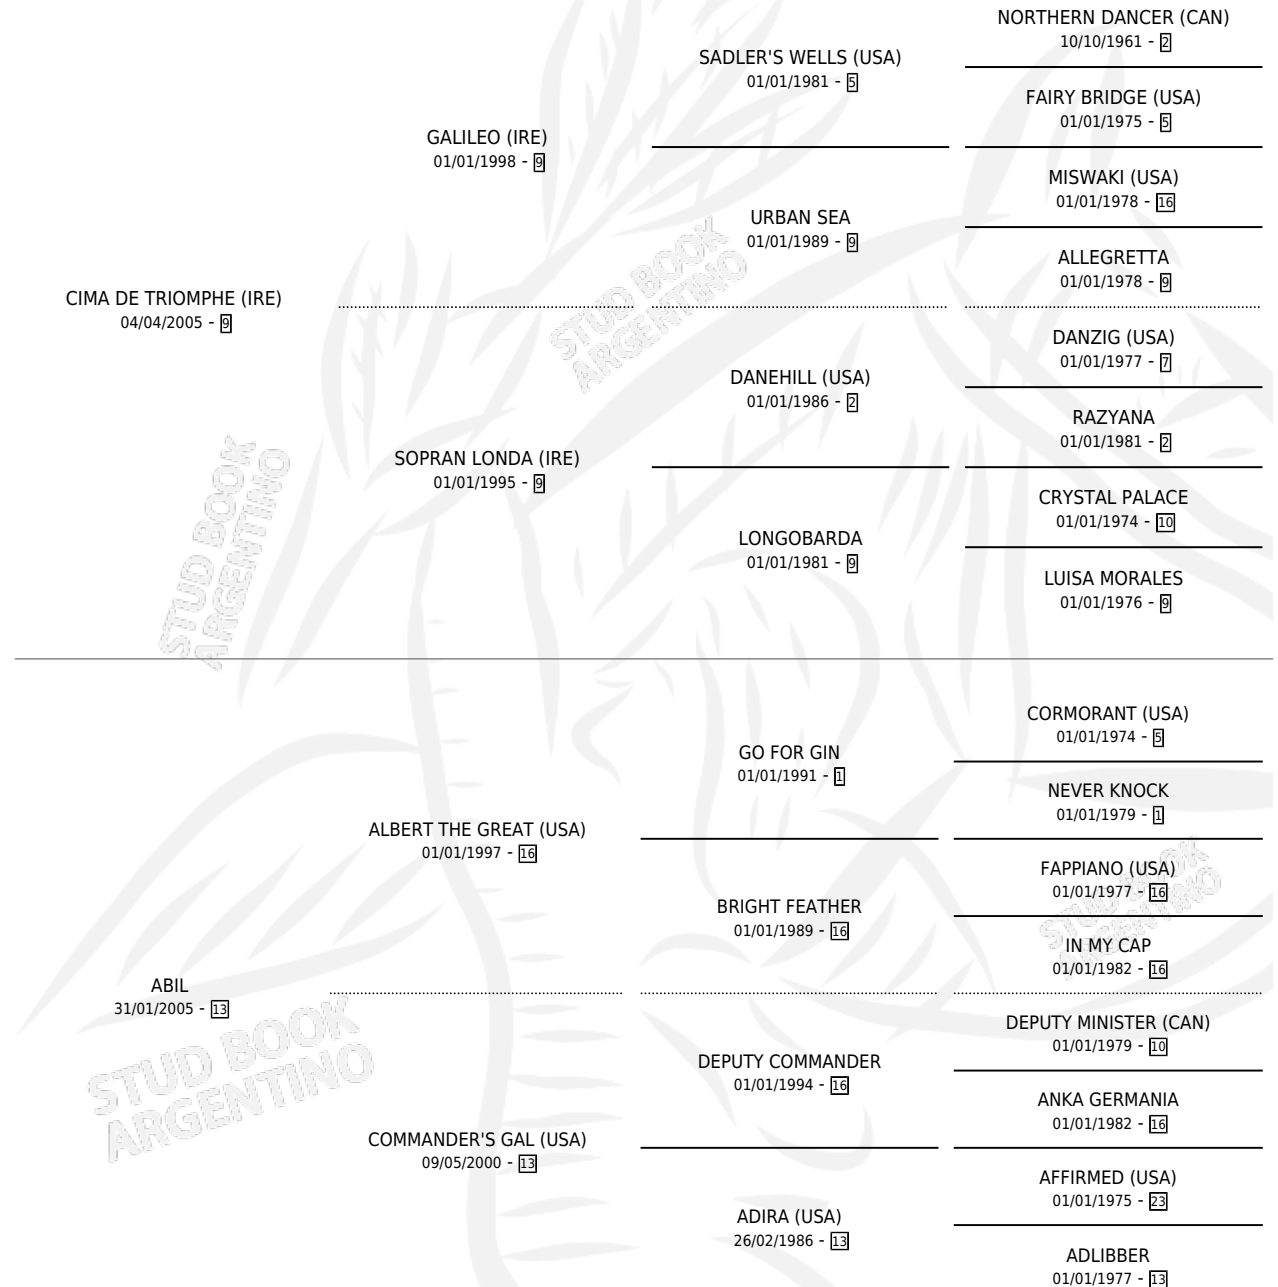 NORTHERN DANCER (CAN)
10/10/1961 - 2
SADLER'S WELLS (USA)
01/01/1981 - 5
FAIRY BRIDGE (USA)
01/01/1975 - 5
GALILEO (IRE)
01/01/1998 - 9
MISWAKI (USA)
01/01/1978 - 16
URBAN SEA
01/01/1989 - 9
ALLEGRETTA
01/01/1978 - 9
CIMA DE TRIOMPHE (IRE)
04/04/2005 - 9
DANZIG (USA)
01/01/1977 - 7
DANEHILL (USA)
01/01/1986 - 2
RAZYANA
01/01/1981 - 2
SOPRAN LONDA (IRE)
01/01/1995 - 9
CRYSTAL PALACE
01/01/1974 - 10
LONGOBARDA
01/01/1981 - 9
LUISA MORALES
01/01/1976 - 9
CORMORANT (USA)
01/01/1974 - 5
GO FOR GIN
01/01/1991 - 1
NEVER KNOCK
01/01/1979 - 1
ALBERT THE GREAT (USA)
01/01/1997 - 16
FAPPIANO (USA)
01/01/1977 - 16
BRIGHT FEATHER
01/01/1989 - 16
IN MY CAP
01/01/1982 - 16
ABIL
31/01/2005 - 13
DEPUTY MINISTER (CAN)
01/01/1979 - 10
DEPUTY COMMANDER
01/01/1994 - 16
ANKA GERMANIA
01/01/1982 - 16
COMMANDER'S GAL (USA)
09/05/2000 - 13
AFFIRMED (USA)
01/01/1975 - 23
ADIRA (USA)
26/02/1986 - 13
ADLIBBER
01/01/1977 - 13
STUD BOOK
ARGENTINO
STUD BOOK
ARGENTINO
STUD BOOK
ARGENTINO
STUD BOOK
ARGENTINO